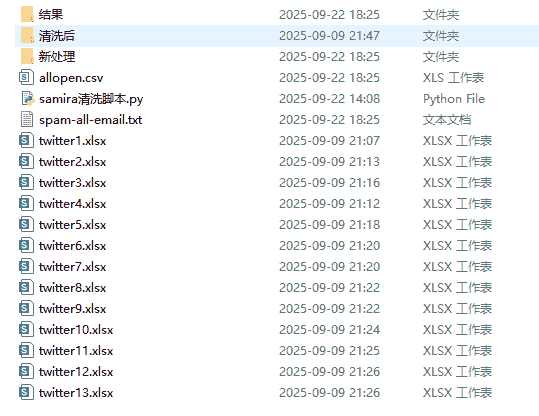 结果 2025-09-22 18:25 文件夹
清洗后 2025-09-09 21:47 文件夹
新处理 2025-09-22 18:25 文件夹
allopen.csv 2025-09-22 18:25 XLS 工作表
samira清洗脚本.py 2025-09-22 14:08 Python File
spam-all-email.txt 2025-09-22 18:25 文本文档
twitter1.xlsx 2025-09-09 21:07 XLSX 工作表
twitter2.xlsx 2025-09-09 21:13 XLSX 工作表
twitter3.xlsx 2025-09-09 21:16 XLSX 工作表
twitter4.xlsx 2025-09-09 21:12 XLSX 工作表
twitter5.xlsx 2025-09-09 21:18 XLSX 工作表
twitter6.xlsx 2025-09-09 21:20 XLSX 工作表
twitter7.xlsx 2025-09-09 21:20 XLSX 工作表
twitter8.xlsx 2025-09-09 21:22 XLSX 工作表
twitter9.xlsx 2025-09-09 21:22 XLSX 工作表
twitter10.xlsx 2025-09-09 21:24 XLSX 工作表
twitter11.xlsx 2025-09-09 21:25 XLSX 工作表
twitter12.xlsx 2025-09-09 21:26 XLSX 工作表
twitter13.xlsx 2025-09-09 21:26 XLSX 工作表